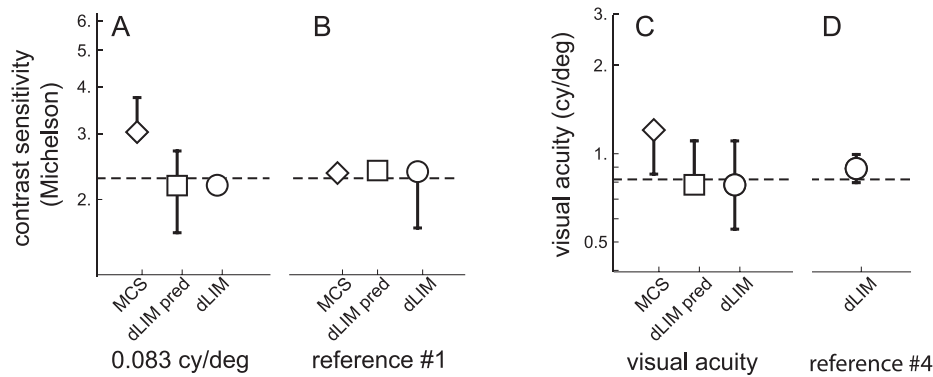 A
B
C
D
contrast sensitivity
(Michelson)
6.
5.
4.
3.
2.
MCS
dLIM pred
dLIM
0.083 cy/deg
MCS
dLIM pred
dLIM
reference #1
visual acuity (cy/deg)
3.
2.
1.
0.5
MCS
dLIM pred
dLIM
visual acuity
dLIM
reference #4